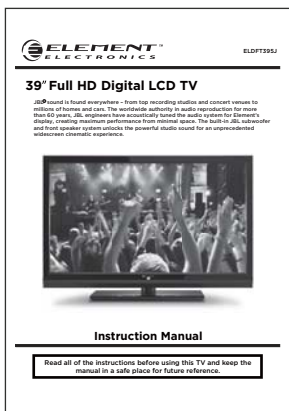 ELEMENT™
ELECTRONICS
ELDFT395J
39" Full HD Digital LCD TV
JBL® sound is found everywhere – from top recording studios and concert venues to
millions of homes and cars. The worldwide authority in audio reproduction for more
than 60 years, JBL engineers have acoustically tuned the audio system for Element's
display, creating maximum performance from minimal space. The built-in JBL subwoofer
and front speaker system unlocks the powerful studio sound for an unprecedented
widescreen cinematic experience.
Instruction Manual
Read all of the instructions before using this TV and keep the
manual in a safe place for future reference.